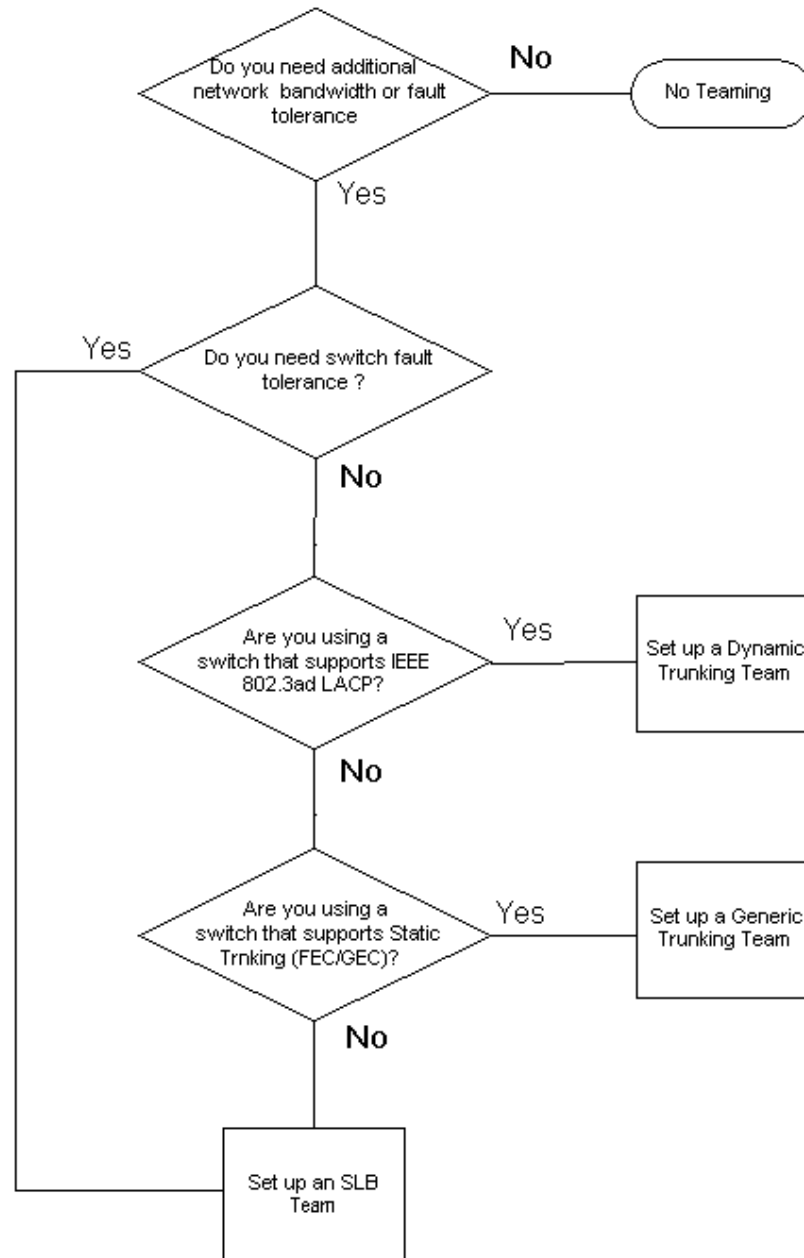 Do you need additional
network bandwidth or fault
tolerance
No
No Teaming
Yes
Yes
Do you need switch fault
tolerance ?
No
Are you using a
switch that supports IEEE
802.3ad LACP?
Yes
Set up a Dynamic
Trunking Team
No
Are you using a
switch that supports Static
Trnking (FEC/GEC)?
Yes
Set up a Generic
Trunking Team
No
Set up an SLB
Team